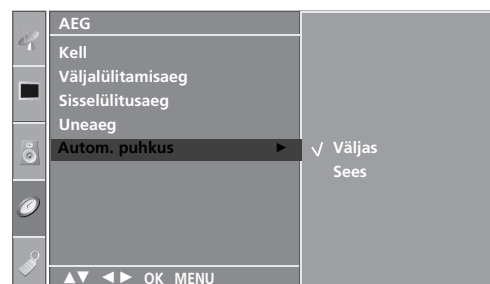 AEG
Kell
Väljalülitamisaeg
Sisselülitusaeg
Uneaeg
Autom. puhkus ► √ Väljas
Sees
▲▼ ◄► OK MENU